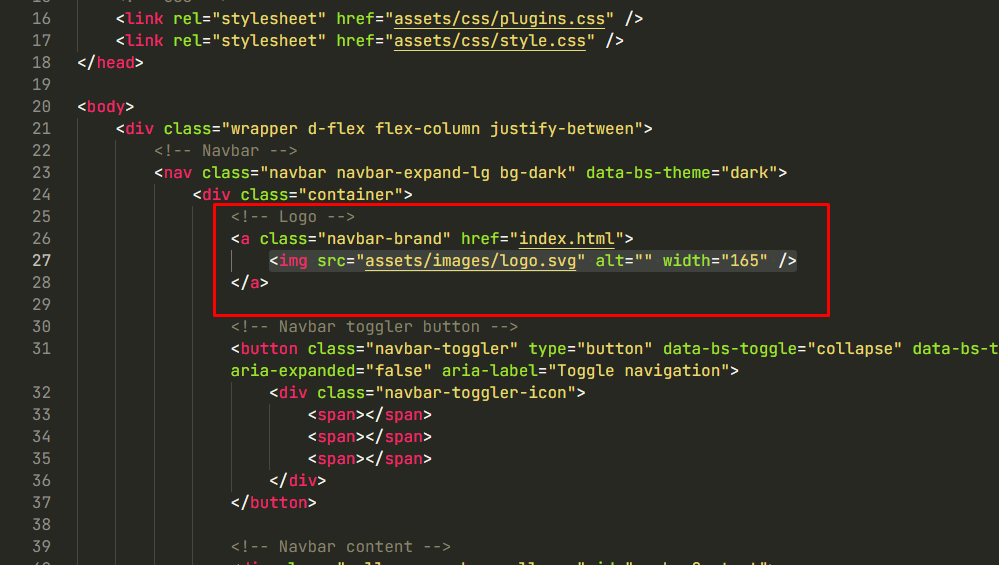 16 <link rel="stylesheet" href="assets/css/plugins.css" />
17 <link rel="stylesheet" href="assets/css/style.css" />
18 </head>
19
20 <body>
21 <div class="wrapper d-flex flex-column justify-between">
22 <!-- Navbar -->
23 <nav class="navbar navbar-expand-lg bg-dark" data-bs-theme="dark">
24 <div class="container">
25 <!-- Logo -->
26 <a class="navbar-brand" href="index.html">
27 <img src="assets/images/logo.svg" alt="" width="165" />
28 </a>
29
30 <!-- Navbar toggler button -->
31 <button class="navbar-toggler" type="button" data-bs-toggle="collapse" data-bs-t
aria-expanded="false" aria-label="Toggle navigation">
32 <div class="navbar-toggler-icon">
33 <span></span>
34 <span></span>
35 <span></span>
36 </div>
37 </button>
38
39 <!-- Navbar content -->